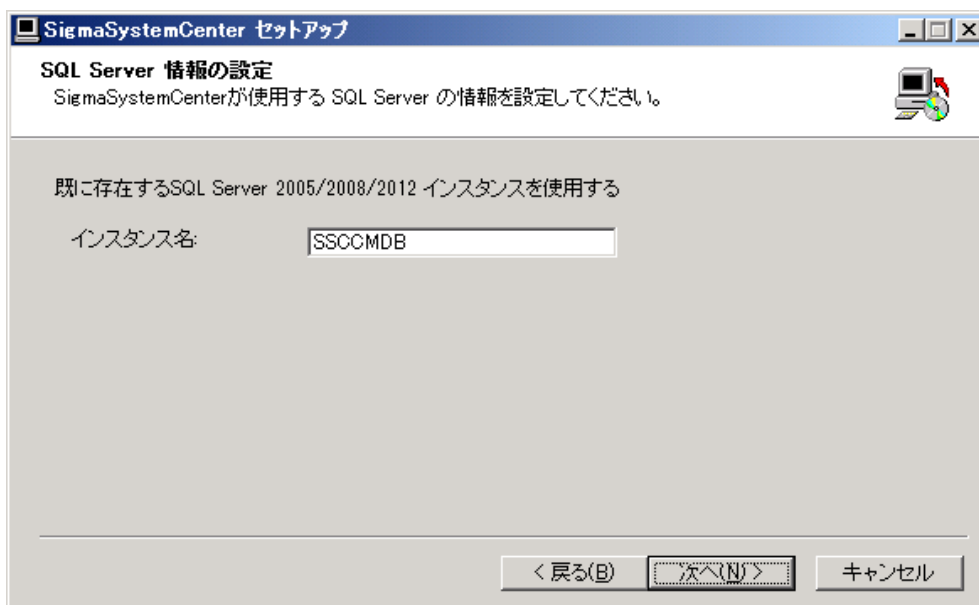 SigmaSystemCenter セットアップ
SQL Server 情報の設定
SigmaSystemCenterが使用する SQL Server の情報を設定してください。
既に存在するSQL Server 2005/2008/2012 インスタンスを使用する
インスタンス名: SSCCMDB
< 戻る(B) 次へ(N) > キャンセル